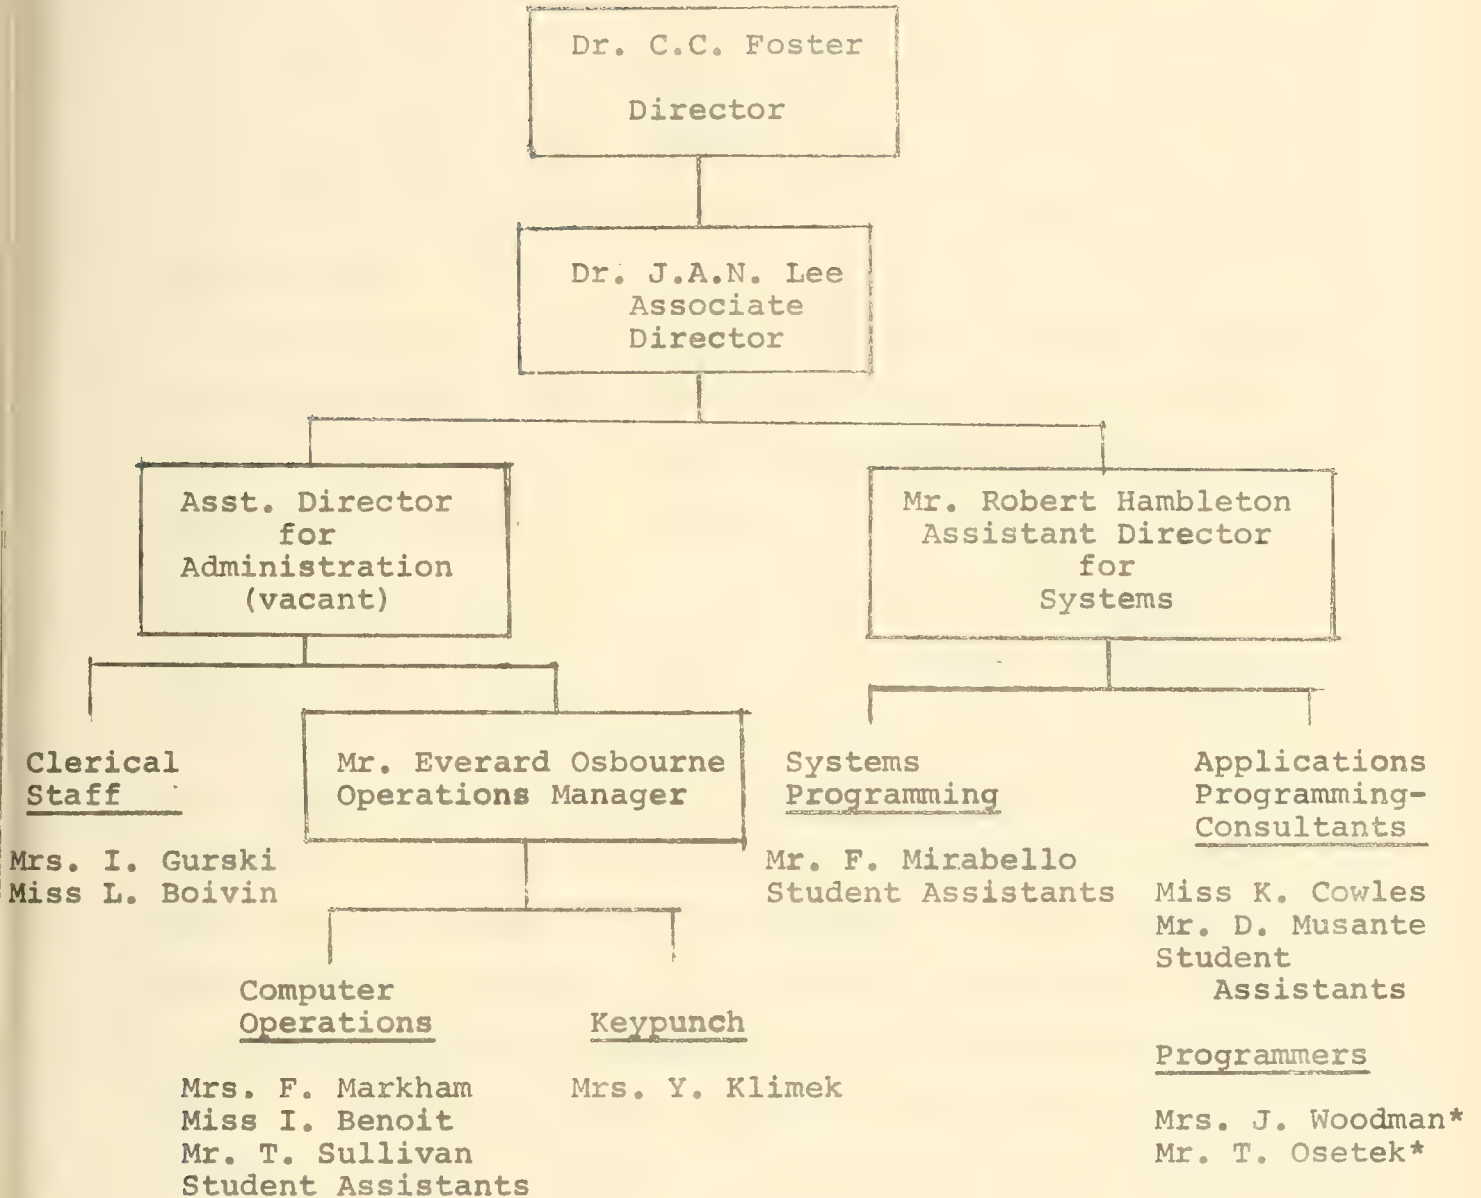 Dr. C.C. Foster
Director
Dr. J.A.N. Lee
Associate
Director
Asst. Director
for
Administration
(vacant)
Mr. Robert Hambleton
Assistant Director
for
Systems
Clerical
Staff
Mrs. I. Gurski
Miss L. Boivin
Mr. Everard Osbourne
Operations Manager
Computer
Operations
Mrs. F. Markham
Miss I. Benoit
Mr. T. Sullivan
Student Assistants
Keypunch
Mrs. Y. Klimek
Systems
Programming
Mr. F. Mirabello
Student Assistants
Applications
Programming-
Consultants
Miss K. Cowles
Mr. D. Musante
Student
Assistants
Programmers
Mrs. J. Woodman*
Mr. T. Osetek*